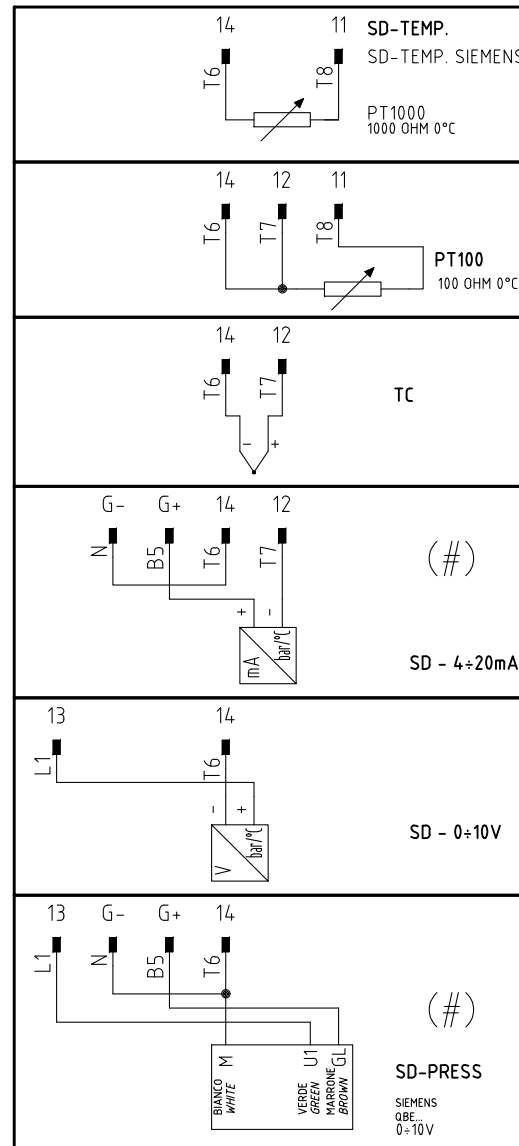 14 11 SD-TEMP.
SD-TEMP. SIEMENS
T6 T8
PT1000
1000 OHM 0°C
14 12 11
T6 T7 T8
PT100
100 OHM 0°C
14 12
T6 T7
TC
- +
G- G+ 14 12
N B5 T6 T7
(#)
+ -
mA bar/°C
SD - 4÷20mA
13 14
L1 T6
- +
V bar/°C
SD - 0÷10V
13 G- G+ 14
L1 N B5 T6
(#)
M U1 GL
BIANCO VERDE MARRONE
WHITE GREEN BROWN
SD-PRESS
SIEMENS
QBE...
0÷10V